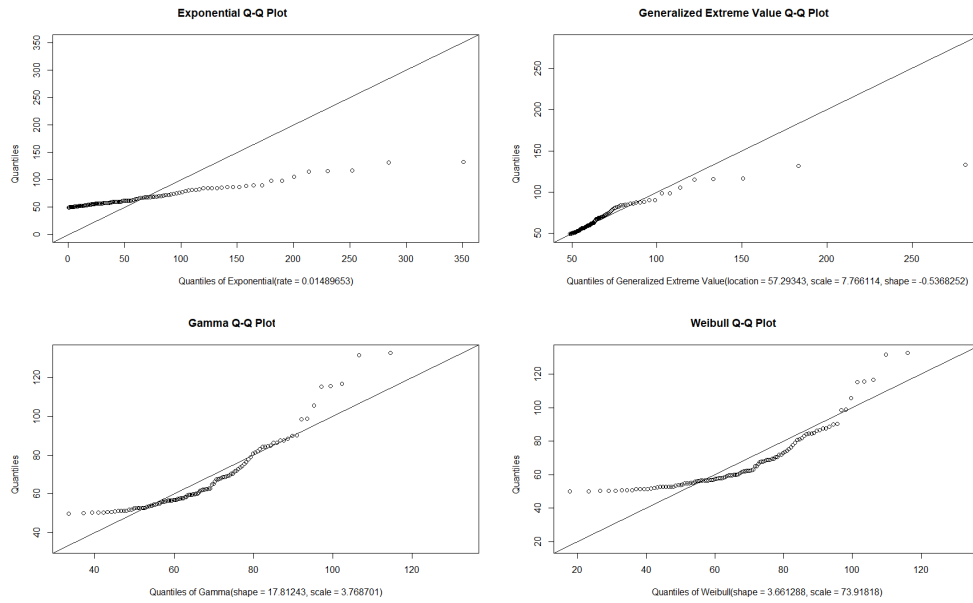 Exponential Q-Q Plot
Quantiles
350
300
250
200
150
100
50
0
0 50 100 150 200 250 300 350
Quantiles of Exponential(rate = 0.01489653)
Generalized Extreme Value Q-Q Plot
Quantiles
250
200
150
100
50
50 100 150 200 250
Quantiles of Generalized Extreme Value(location = 57.29343, scale = 7.766114, shape = -0.5368252)
Gamma Q-Q Plot
Quantiles
120
100
80
60
40
40 60 80 100 120
Quantiles of Gamma(shape = 17.81243, scale = 3.768701)
Weibull Q-Q Plot
Quantiles
120
100
80
60
40
20
20 40 60 80 100 120
Quantiles of Weibull(shape = 3.661288, scale = 73.91818)